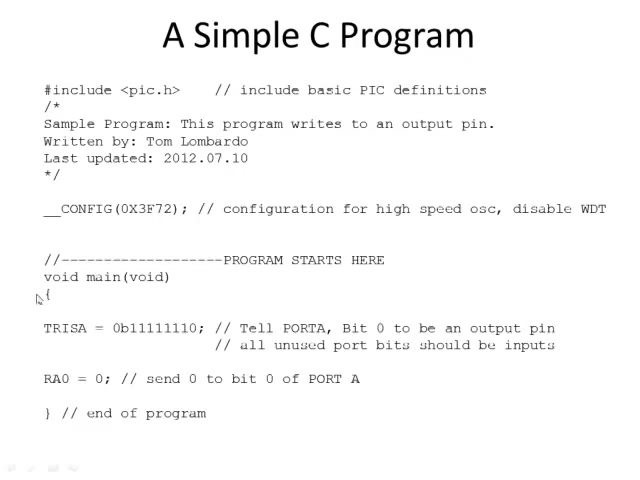 A Simple C Program
#include <pic.h>    // include basic PIC definitions
/*
Sample Program: This program writes to an output pin.
Written by: Tom Lombardo
Last updated: 2012.07.10
*/
__CONFIG(0X3F72); // configuration for high speed osc, disable WDT
//-------------------PROGRAM STARTS HERE
void main(void)
{
TRISA = 0b11111110; // Tell PORTA, Bit 0 to be an output pin
// all unused port bits should be inputs
RA0 = 0; // send 0 to bit 0 of PORT A
} // end of program